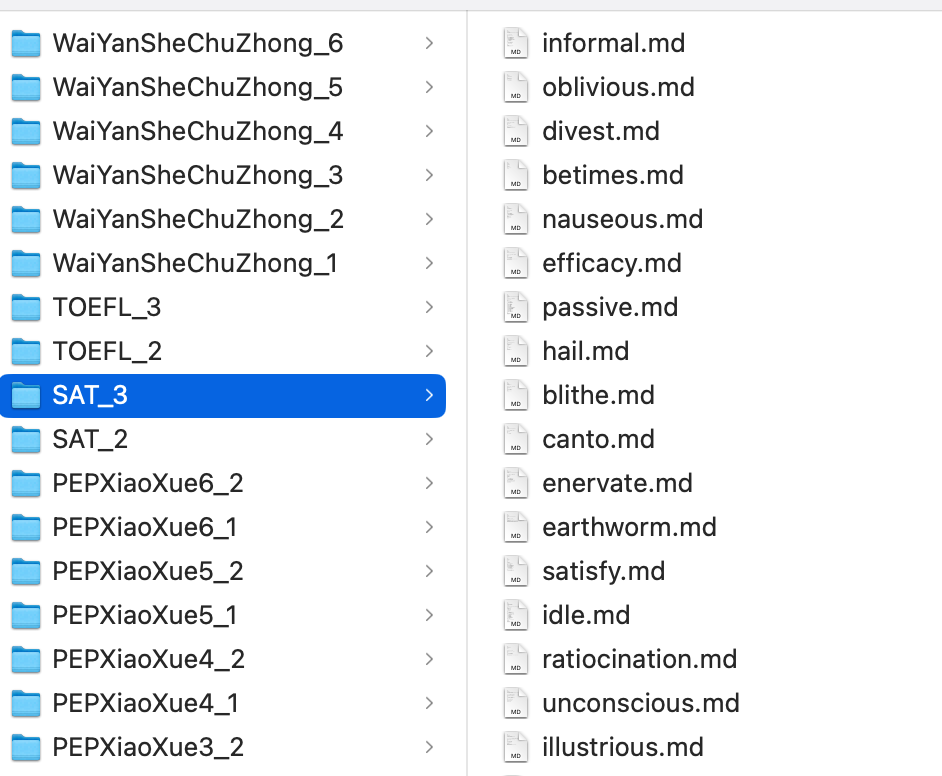 WaiYanSheChuZhong_6
WaiYanSheChuZhong_5
WaiYanSheChuZhong_4
WaiYanSheChuZhong_3
WaiYanSheChuZhong_2
WaiYanSheChuZhong_1
TOEFL_3
TOEFL_2
SAT_3
SAT_2
PEPXiaoXue6_2
PEPXiaoXue6_1
PEPXiaoXue5_2
PEPXiaoXue5_1
PEPXiaoXue4_2
PEPXiaoXue4_1
PEPXiaoXue3_2
MD informal.md
MD oblivious.md
MD divest.md
MD betimes.md
MD nauseous.md
MD efficacy.md
MD passive.md
MD hail.md
MD blithe.md
MD canto.md
MD enervate.md
MD earthworm.md
MD satisfy.md
MD idle.md
MD ratiocination.md
MD unconscious.md
MD illustrious.md